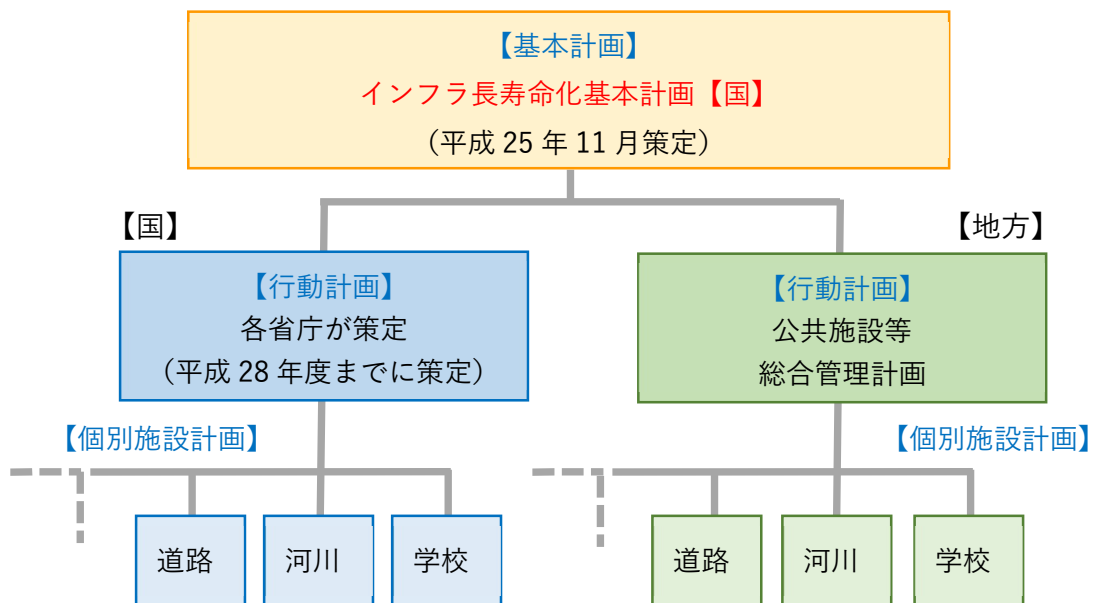 【基本計画】
インフラ長寿命化基本計画【国】
（平成 25 年 11 月策定）
【国】
【地方】
【行動計画】
各省庁が策定
（平成 28 年度までに策定）
【行動計画】
公共施設等
総合管理計画
【個別施設計画】
【個別施設計画】
道路
河川
学校
道路
河川
学校